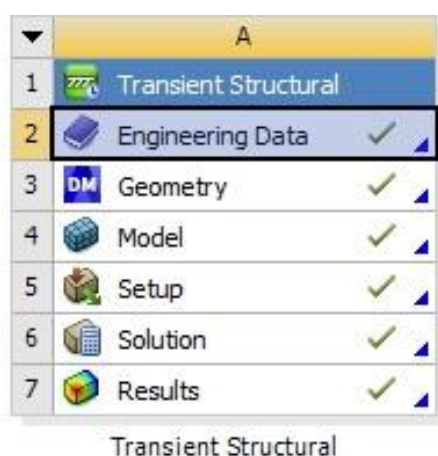 A
1 Transient Structural
2 Engineering Data
3 DM Geometry
4 Model
5 Setup
6 Solution
7 Results
Transient Structural